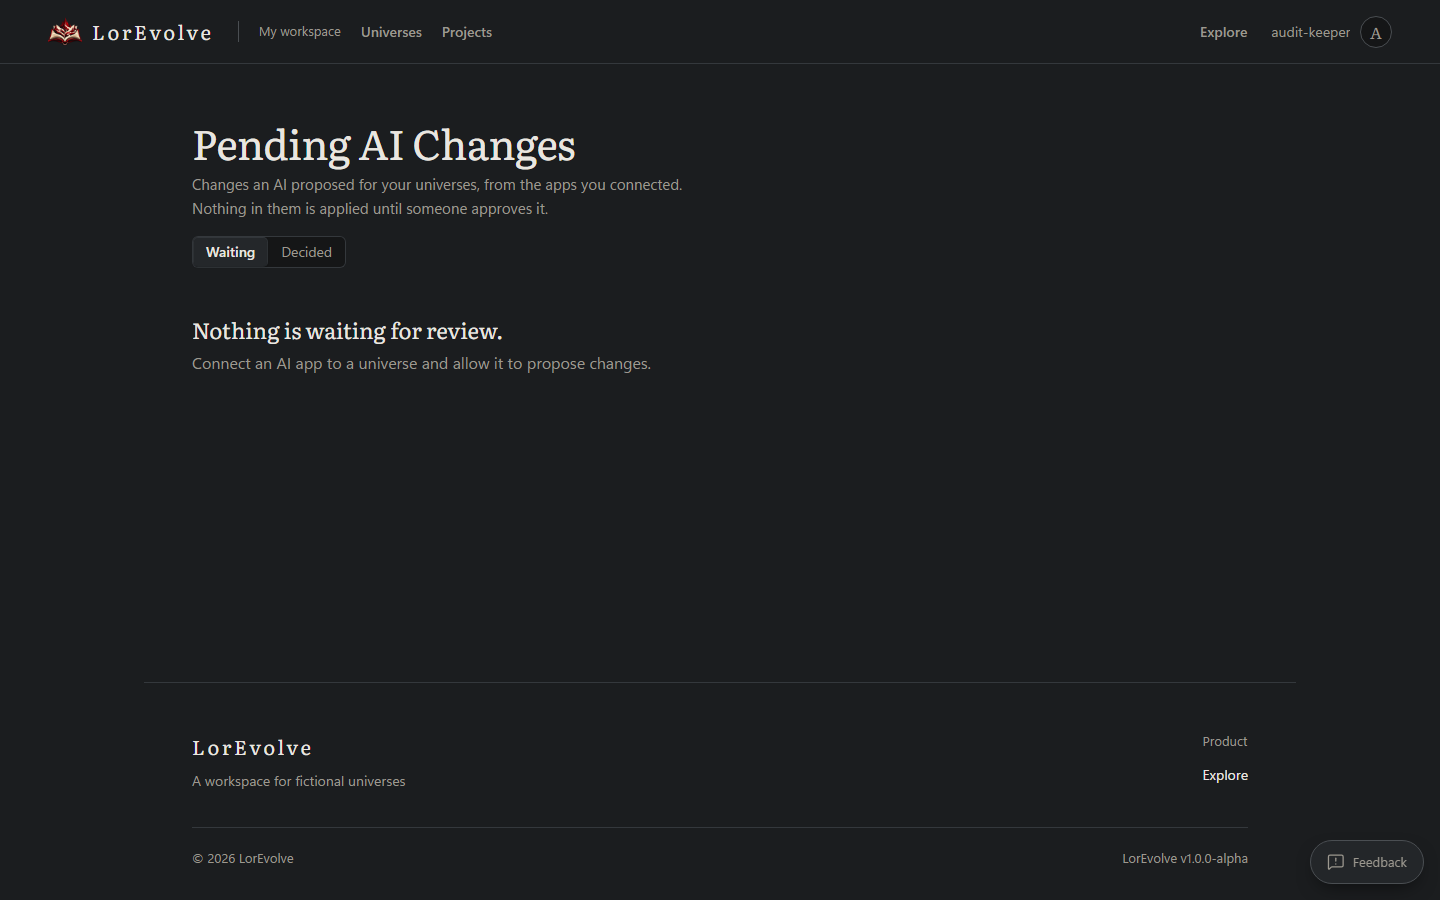 LorEvolve
My workspace
Universes
Projects
Explore
audit-keeper
A
Pending AI Changes
Changes an AI proposed for your universes, from the apps you connected.
Nothing in them is applied until someone approves it.
Waiting
Decided
Nothing is waiting for review.
Connect an AI app to a universe and allow it to propose changes.
LorEvolve
A workspace for fictional universes
Product
Explore
© 2026 LorEvolve
LorEvolve v1.0.0-alpha
Feedback